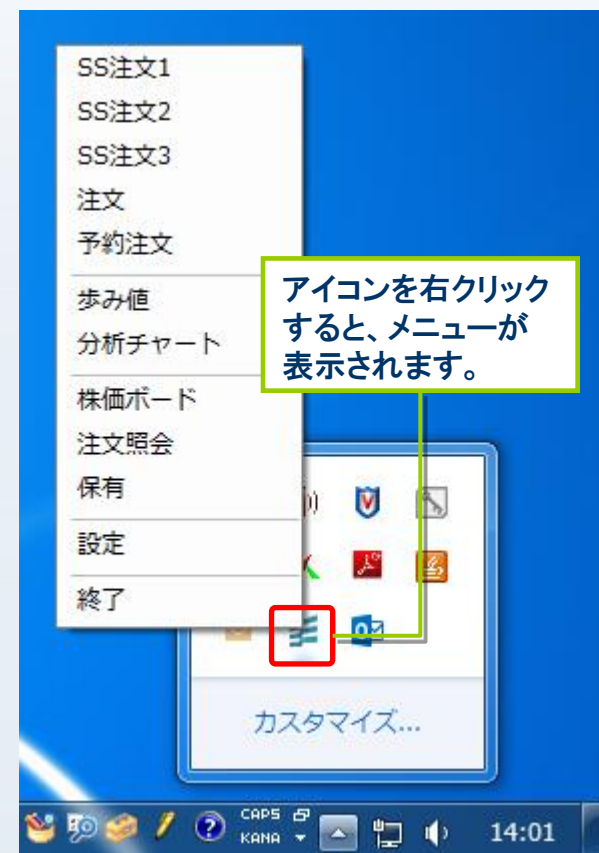 SS注文1
SS注文2
SS注文3
注文
予約注文
歩み値
分析チャート
株価ボード
注文照会
保有
設定
終了
アイコンを右クリック
すると、メニューが
表示されます。
カスタマイズ...
CAPS
KANA
14:01